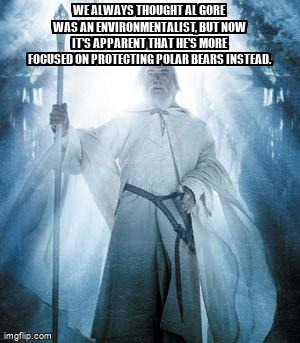 WE ALWAYS THOUGHT AL GORE
WAS AN ENVIRONMENTALIST, BUT NOW
IT'S APPARENT THAT HE'S MORE
FOCUSED ON PROTECTING POLAR BEARS INSTEAD.
imgflip.com